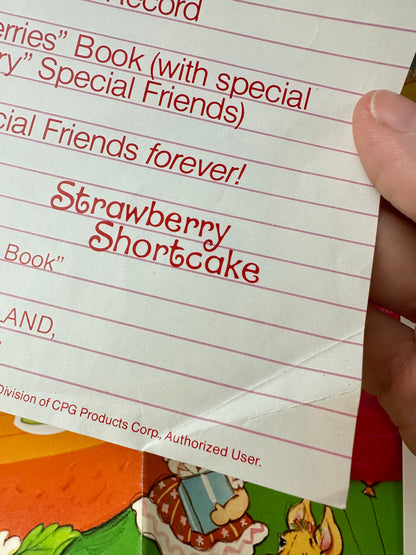 Record
erries" Book (with special
ry" Special Friends)
cial Friends forever!
Strawberry
Shortcake
Book"
LAND,
Division of CPG Products Corp., Authorized User.